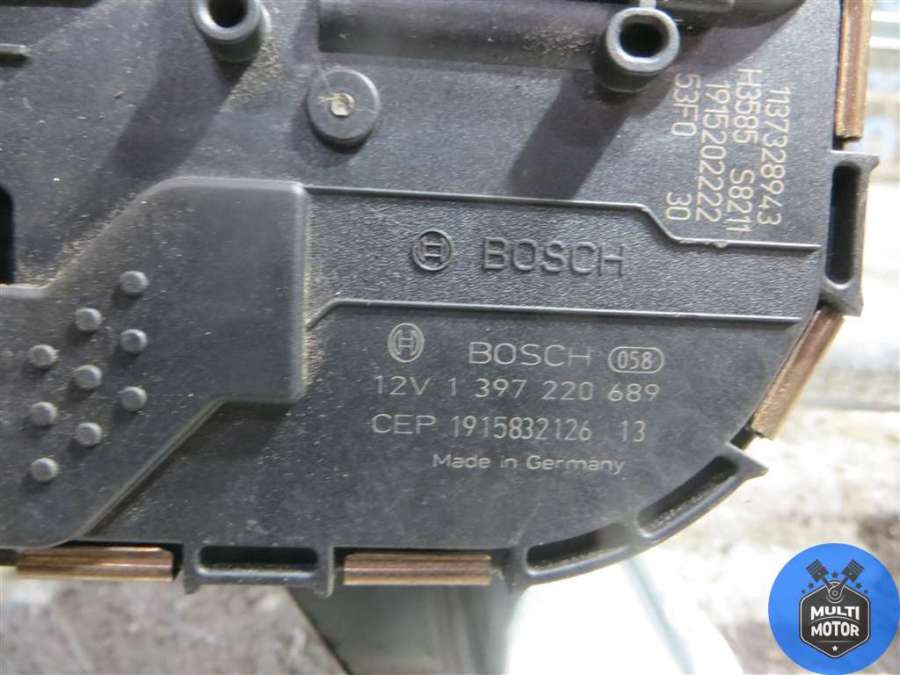 1137328943
H3585 S8211
1915202222
53F0 30
BOSCH
BOSCH 058
12V 1 397 220 689
CEP 1915832126 13
Made in Germany
MULTI
MOTOR